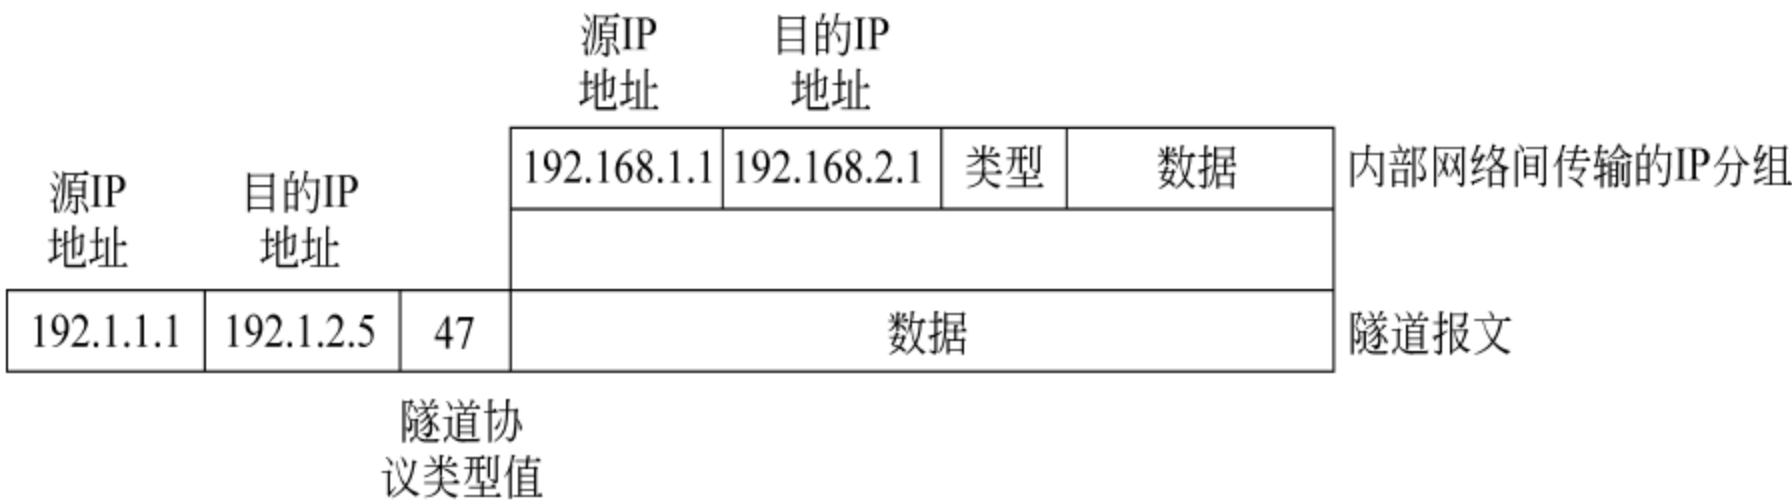 源IP 目的IP
地址 地址
192.168.1.1 192.168.2.1 类型 数据 内部网络间传输的IP分组
源IP 目的IP
地址 地址
192.1.1.1 192.1.2.5 47 数据 隧道报文
隧道协
议类型值